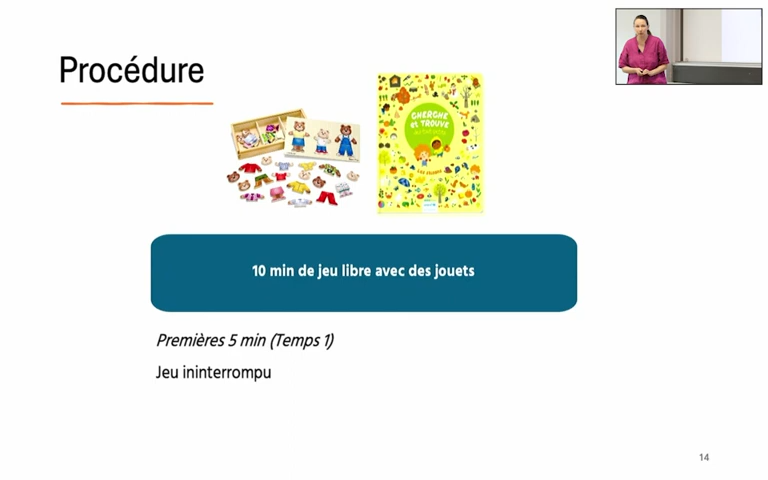 Procédure
CHERCHE
et TROUVE
10 min de jeu libre avec des jouets
Premières 5 min (Temps 1)
Jeu ininterrompu
14